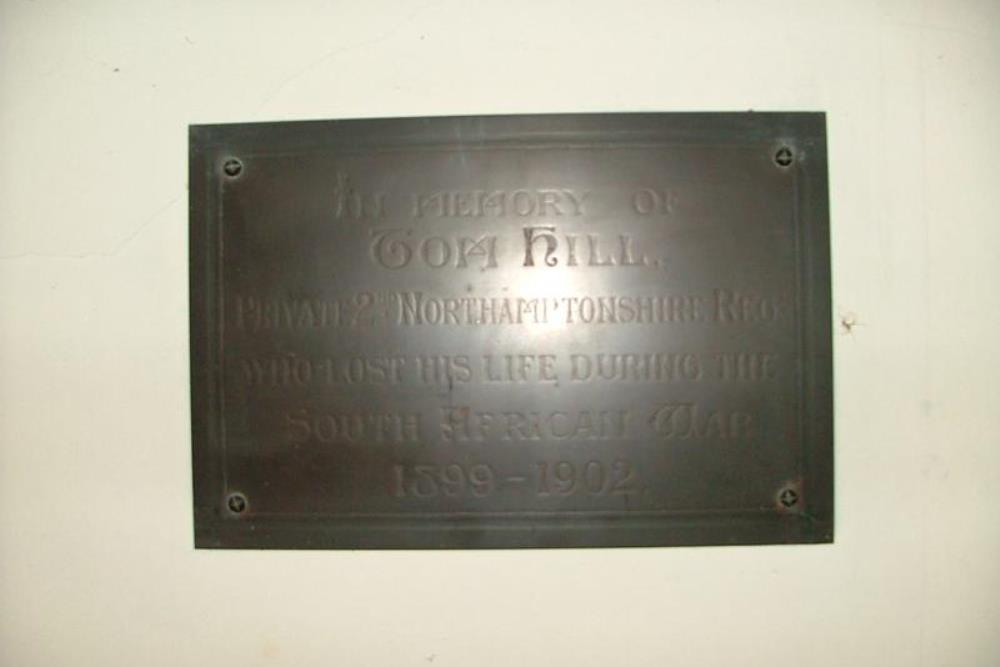 In MEMORY OF
TOM HILL.
PRIVATE 2ND NORTHAMPTONSHIRE REGT
WHO LOST HIS LIFE DURING THE
SOUTH AFRICAN WAR
1899-1902.